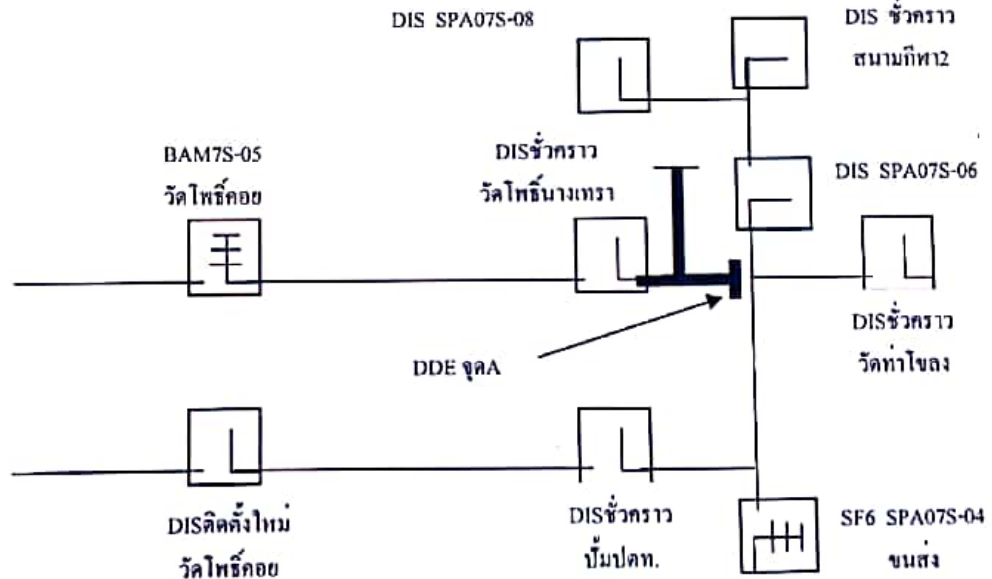 DIS SPA07S-08
DIS ชั่วคราว
สนามกีฬา2
BAM7S-05
วัดโพธิ์คอย
DISชั่วคราว
วัดโพธิ์นางเทรา
DIS SPA07S-06
DISชั่วคราว
วัดท่าโขลง
DDE จุดA
DISติดตั้งใหม่
วัดโพธิ์คอย
DISชั่วคราว
ปั้มปตท.
SF6 SPA07S-04
ขนส่ง